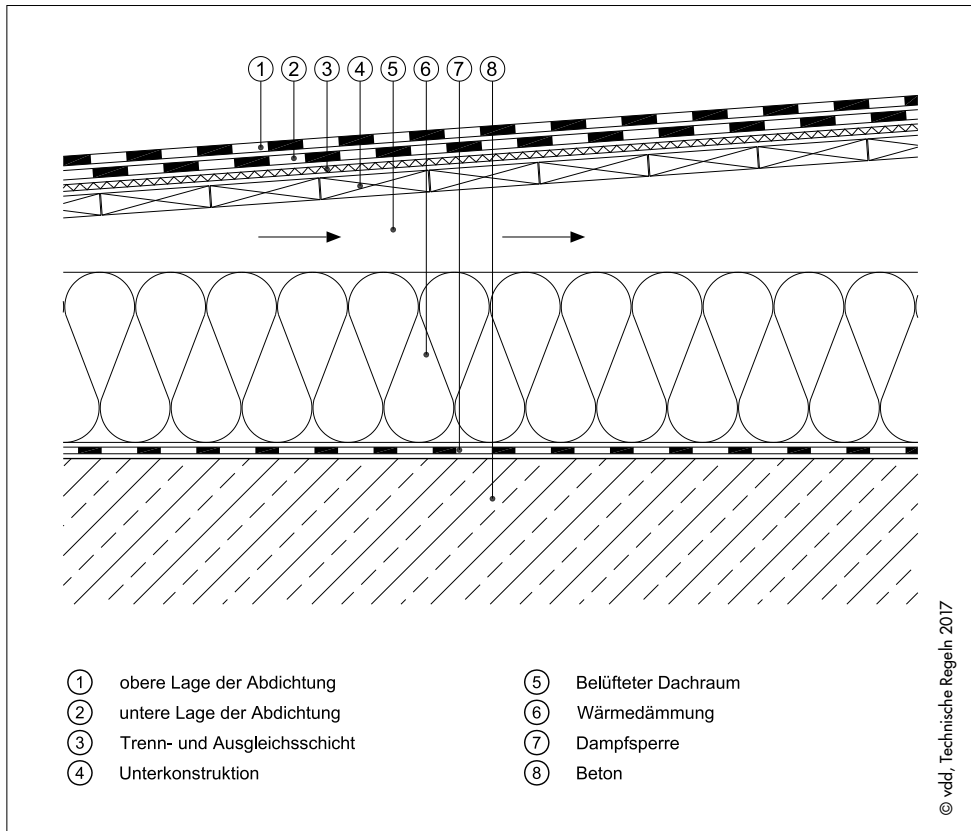 1 2 3 4 5 6 7 8
1 obere Lage der Abdichtung
2 untere Lage der Abdichtung
3 Trenn- und Ausgleichsschicht
4 Unterkonstruktion
5 Belüfteter Dachraum
6 Wärmedämmung
7 Dampfsperre
8 Beton
© vdd, Technische Regeln 2017